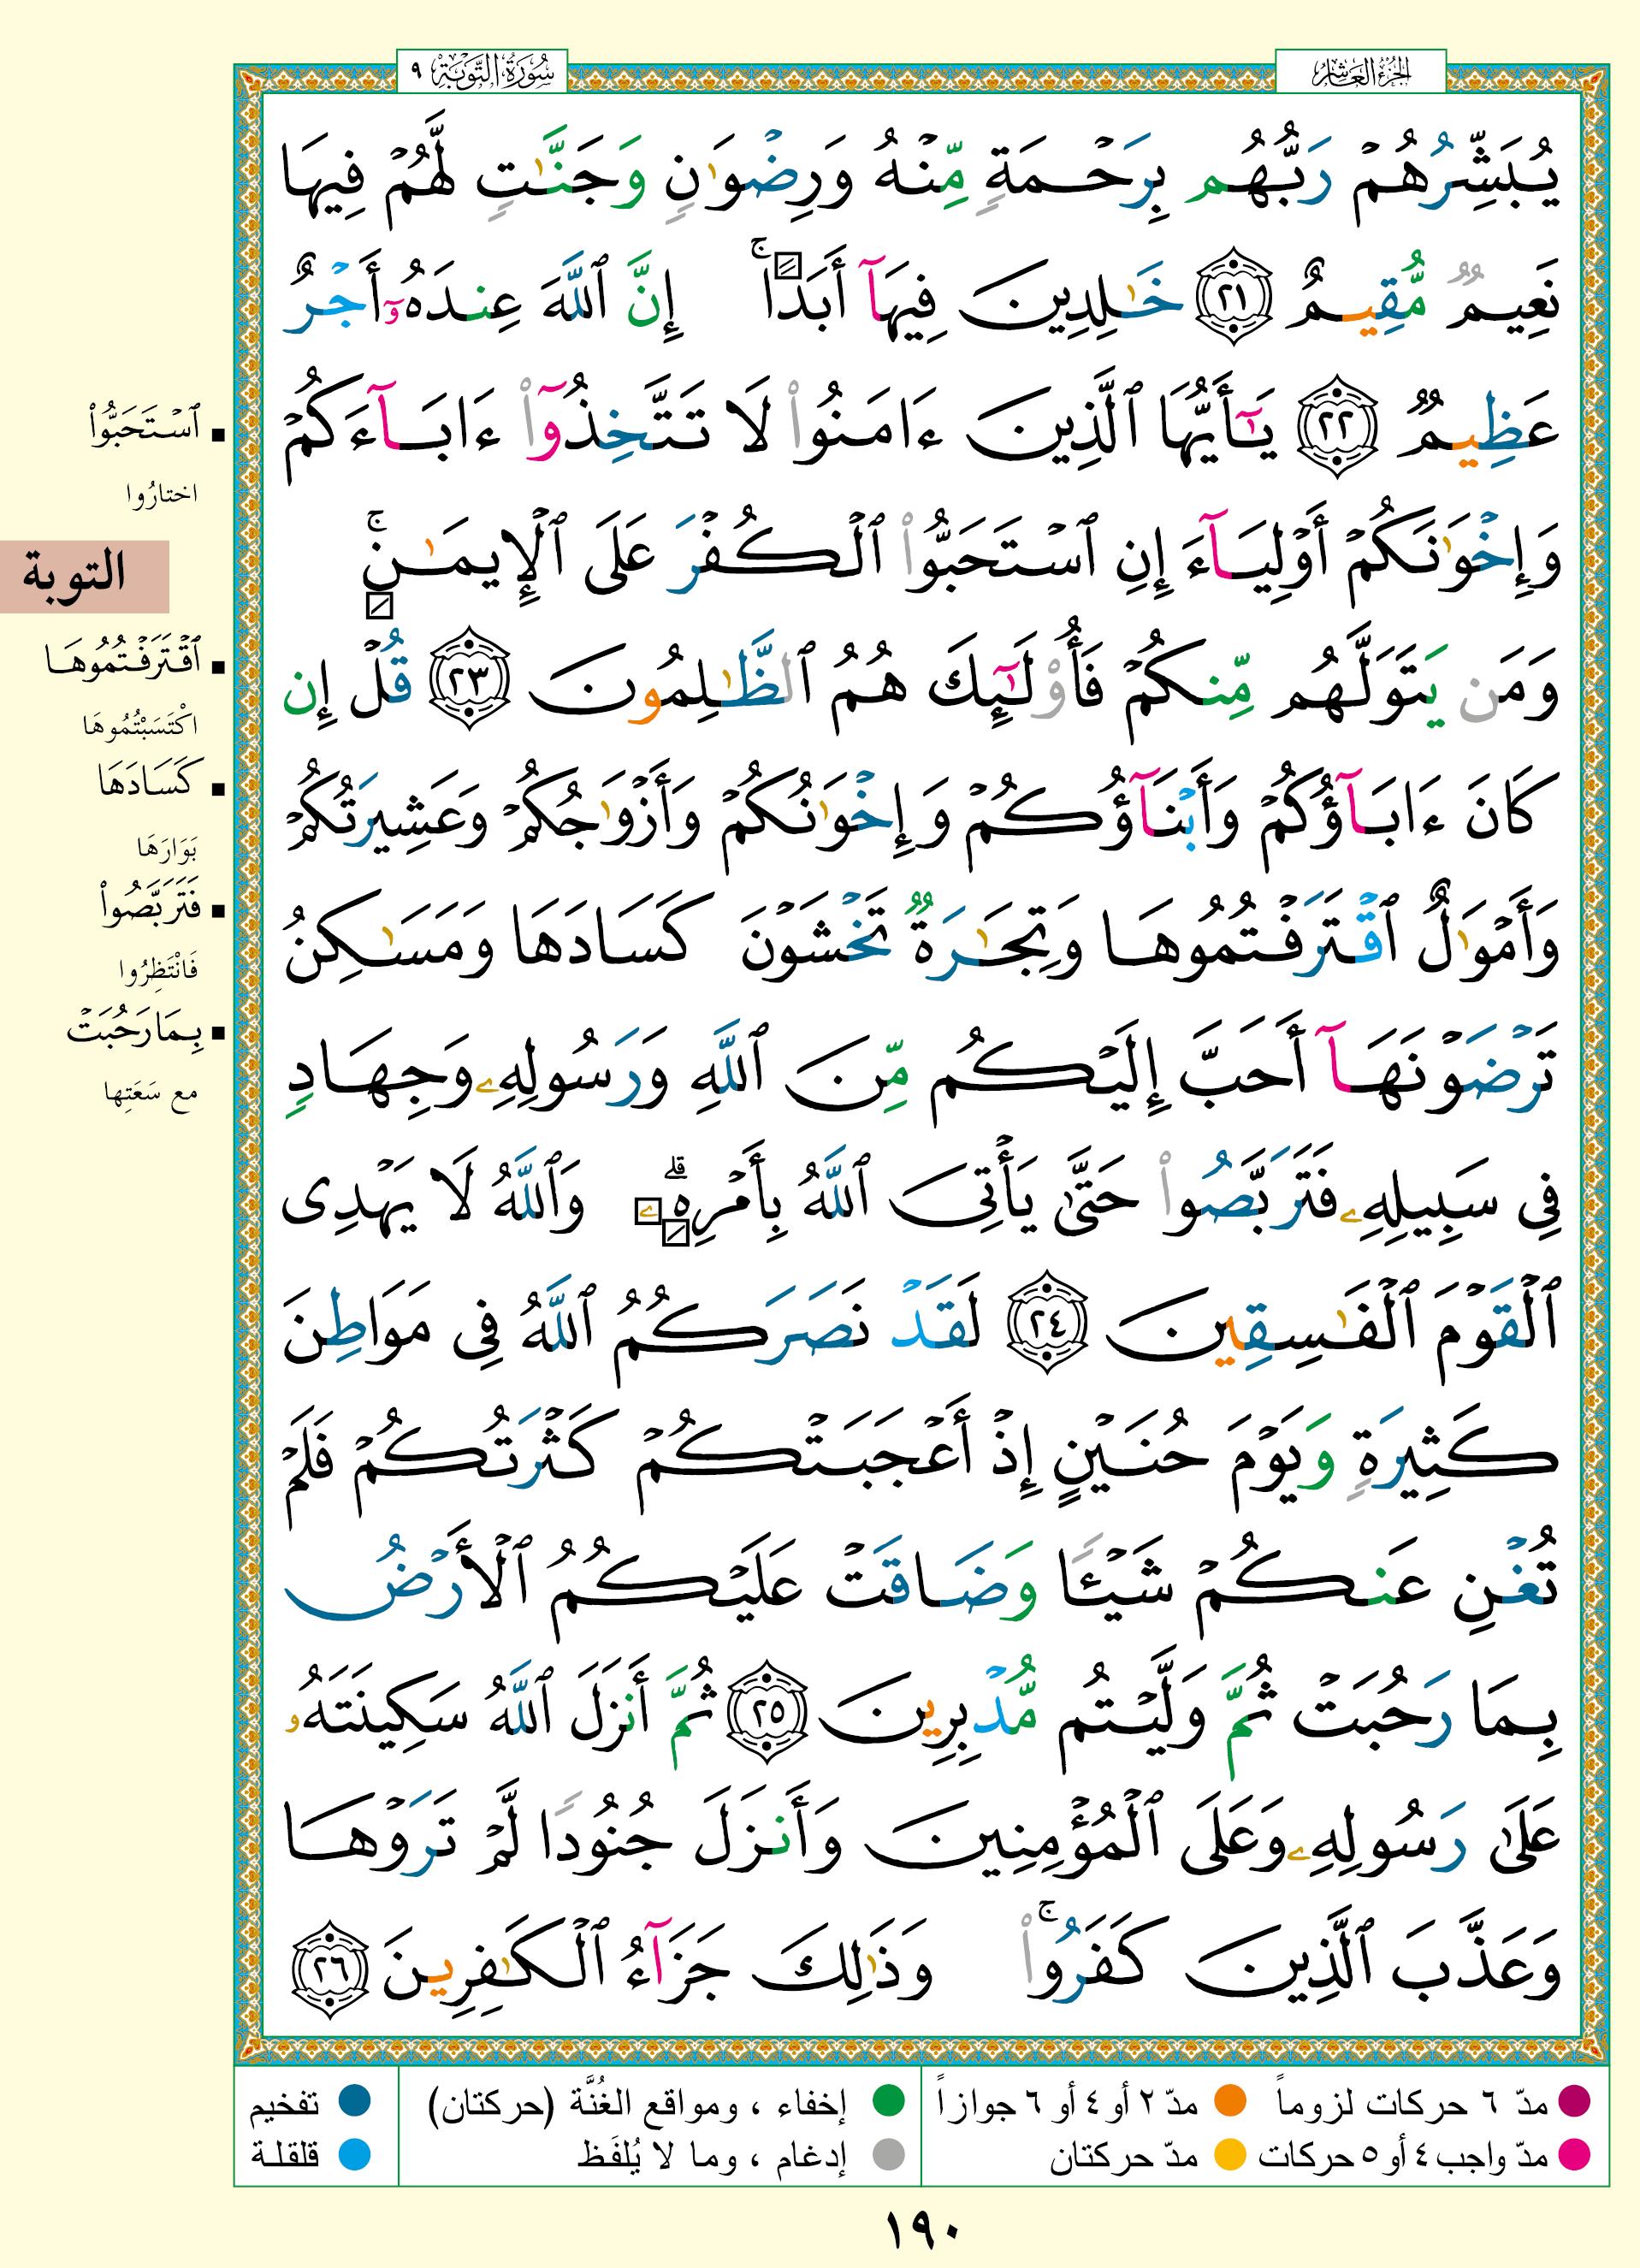 الجزء العاشر
سورة التوبة ٩
يُبَشِّرُهُمْ رَبُّهُم بِرَحْمَةٍ مِّنْهُ وَرِضْوَٰنٍ وَجَنَّـٰتٍ لَّهُمْ فِيهَا
نَعِيمٌ مُّقِيمٌ ٢١ خَـٰلِدِينَ فِيهَآ أَبَدًا ۚ إِنَّ ٱللَّهَ عِندَهُۥٓ أَجْرٌ
عَظِيمٌ ٢٢ يَـٰٓأَيُّهَا ٱلَّذِينَ ءَامَنُوا۟ لَا تَتَّخِذُوٓا۟ ءَابَآءَكُمْ
وَإِخْوَٰنَكُمْ أَوْلِيَآءَ إِنِ ٱسْتَحَبُّوا۟ ٱلْكُفْرَ عَلَى ٱلْإِيمَـٰنِ ۚ
وَمَن يَتَوَلَّهُم مِّنكُمْ فَأُو۟لَـٰٓئِكَ هُمُ ٱلظَّـٰلِمُونَ ٢٣ قُلْ إِن
كَانَ ءَابَآؤُكُمْ وَأَبْنَآؤُكُمْ وَإِخْوَٰنُكُمْ وَأَزْوَٰجُكُمْ وَعَشِيرَتُكُمْ
وَأَمْوَٰلٌ ٱقْتَرَفْتُمُوهَا وَتِجَـٰرَةٌ تَخْشَوْنَ كَسَادَهَا وَمَسَـٰكِنُ
تَرْضَوْنَهَآ أَحَبَّ إِلَيْكُم مِّنَ ٱللَّهِ وَرَسُولِهِۦ وَجِهَادٍ
فِى سَبِيلِهِۦ فَتَرَبَّصُوا۟ حَتَّىٰ يَأْتِىَ ٱللَّهُ بِأَمْرِهِۦ ۗ وَٱللَّهُ لَا يَهْدِى
ٱلْقَوْمَ ٱلْفَـٰسِقِينَ ٢٤ لَقَدْ نَصَرَكُمُ ٱللَّهُ فِى مَوَاطِنَ
كَثِيرَةٍ وَيَوْمَ حُنَيْنٍ إِذْ أَعْجَبَتْكُمْ كَثْرَتُكُمْ فَلَمْ
تُغْنِ عَنكُمْ شَيْـًٔا وَضَاقَتْ عَلَيْكُمُ ٱلْأَرْضُ
بِمَا رَحُبَتْ ثُمَّ وَلَّيْتُم مُّدْبِرِينَ ٢٥ ثُمَّ أَنزَلَ ٱللَّهُ سَكِينَتَهُۥ
عَلَىٰ رَسُولِهِۦ وَعَلَى ٱلْمُؤْمِنِينَ وَأَنزَلَ جُنُودًا لَّمْ تَرَوْهَا
وَعَذَّبَ ٱلَّذِينَ كَفَرُوا۟ ۚ وَذَٰلِكَ جَزَآءُ ٱلْكَـٰفِرِينَ ٢٦
▪ ٱسْتَحَبُّوا۟
اختارُوا
التوبة
▪ ٱقْتَرَفْتُمُوهَا
اكْتَسَبْتُمُوهَا
▪ كَسَادَهَا
بَوَارَهَا
▪ فَتَرَبَّصُوا۟
فَانْتَظِرُوا
▪ بِمَا رَحُبَتْ
مع سَعَتِها
مدّ ٦ حركات لزوماً مدّ ٢ أو ٤ أو ٦ جوازاً إخفاء ، ومواقع الغُنَّة (حركتان) تفخيم
مدّ واجب ٤ أو ٥ حركات مدّ حركتان إدغام ، وما لا يُلفَظ قلقلة
١٩٠